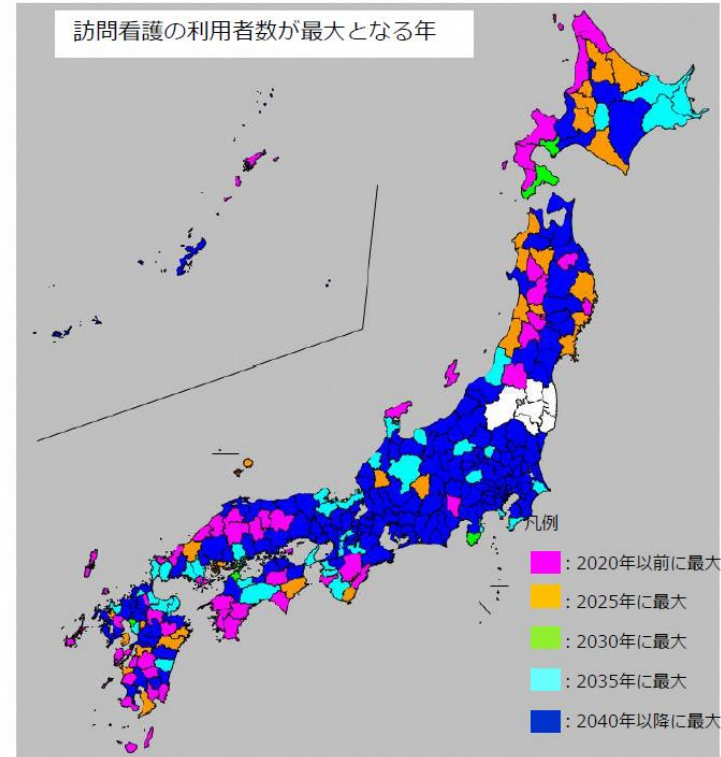 訪問看護の利用者数が最大となる年
凡例
：2020年以前に最大
：2025年に最大
：2030年に最大
：2035年に最大
：2040年以降に最大